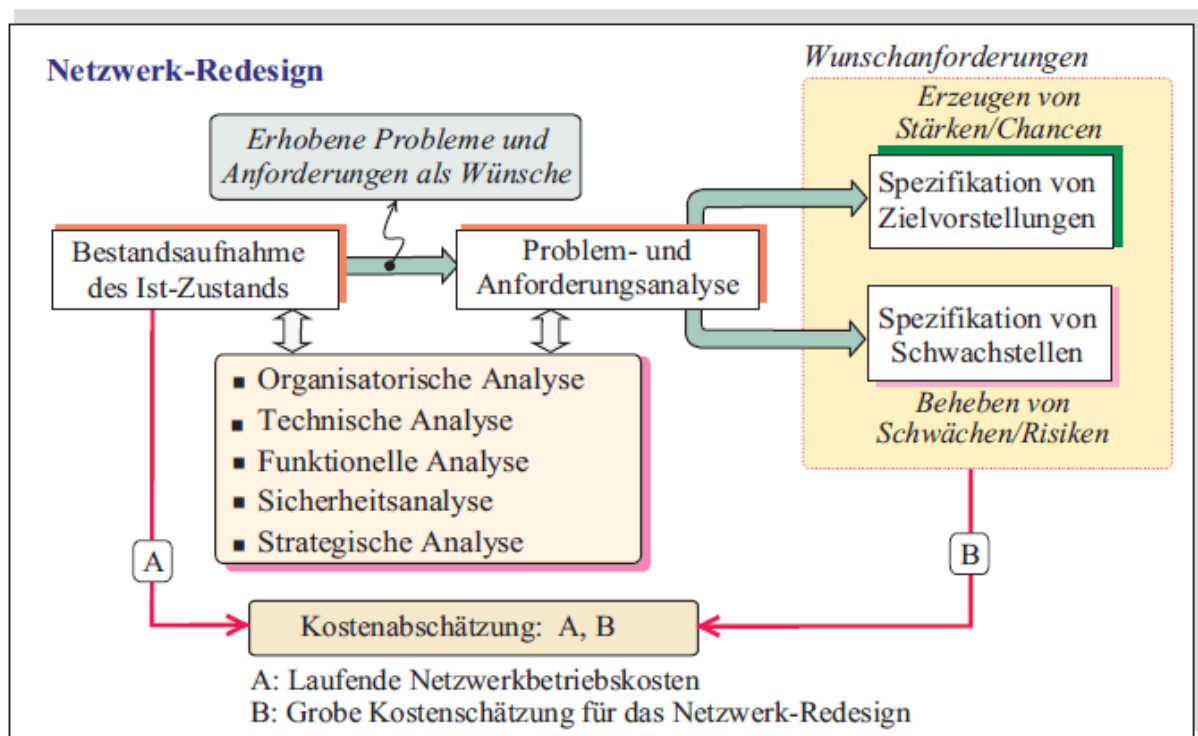 Netzwerk-Redesign
Wunschanforderungen
Erzeugen von
Stärken/Chancen
Erhobene Probleme und
Anforderungen als Wünsche
Spezifikation von
Zielvorstellungen
Bestandsaufnahme
des Ist-Zustands
Problem- und
Anforderungsanalyse
Spezifikation von
Schwachstellen
Beheben von
Schwächen/Risiken
▪ Organisatorische Analyse
▪ Technische Analyse
▪ Funktionelle Analyse
▪ Sicherheitsanalyse
▪ Strategische Analyse
A
B
Kostenabschätzung: A, B
A: Laufende Netzwerkbetriebskosten
B: Grobe Kostenschätzung für das Netzwerk-Redesign